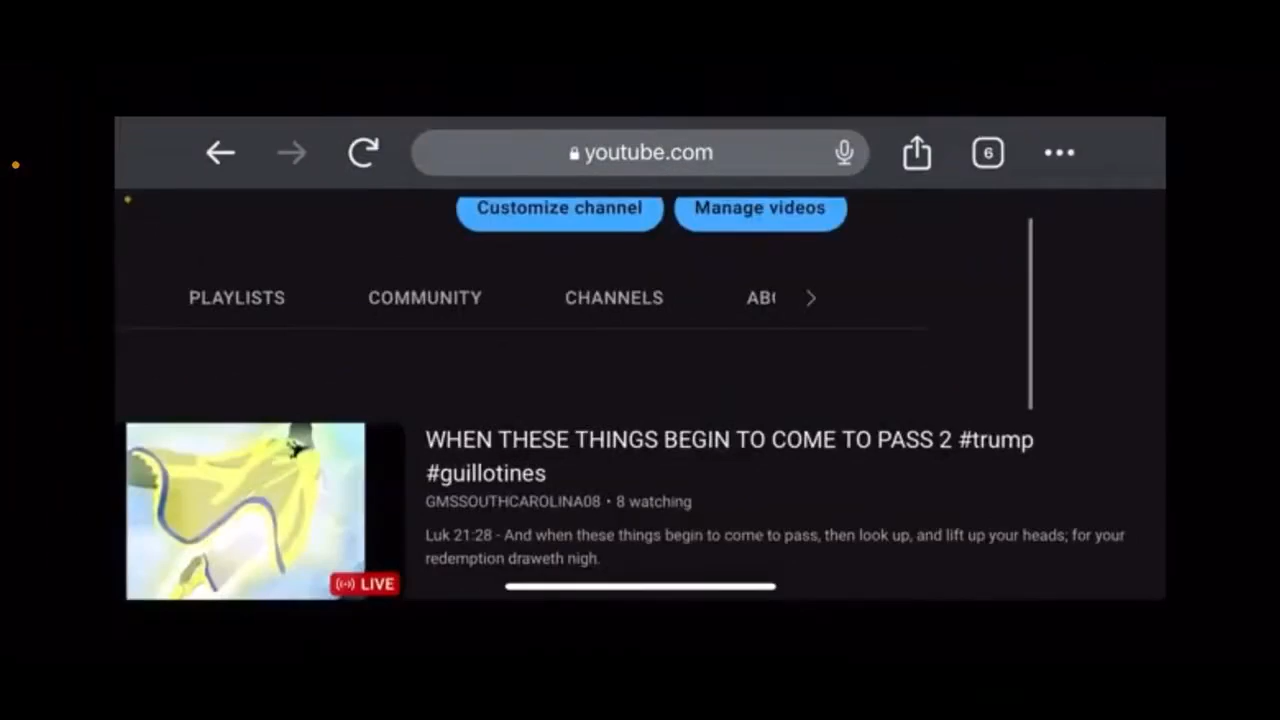 youtube.com
6
Customize channel
Manage videos
PLAYLISTS
COMMUNITY
CHANNELS
WHEN THESE THINGS BEGIN TO COME TO PASS 2 #trump
#guillotines
GMSSOUTHCAROLINA08 • 8 watching
Luk 21:28 - And when these things begin to come to pass, then look up, and lift up your heads; for your
redemption draweth nigh.
LIVE